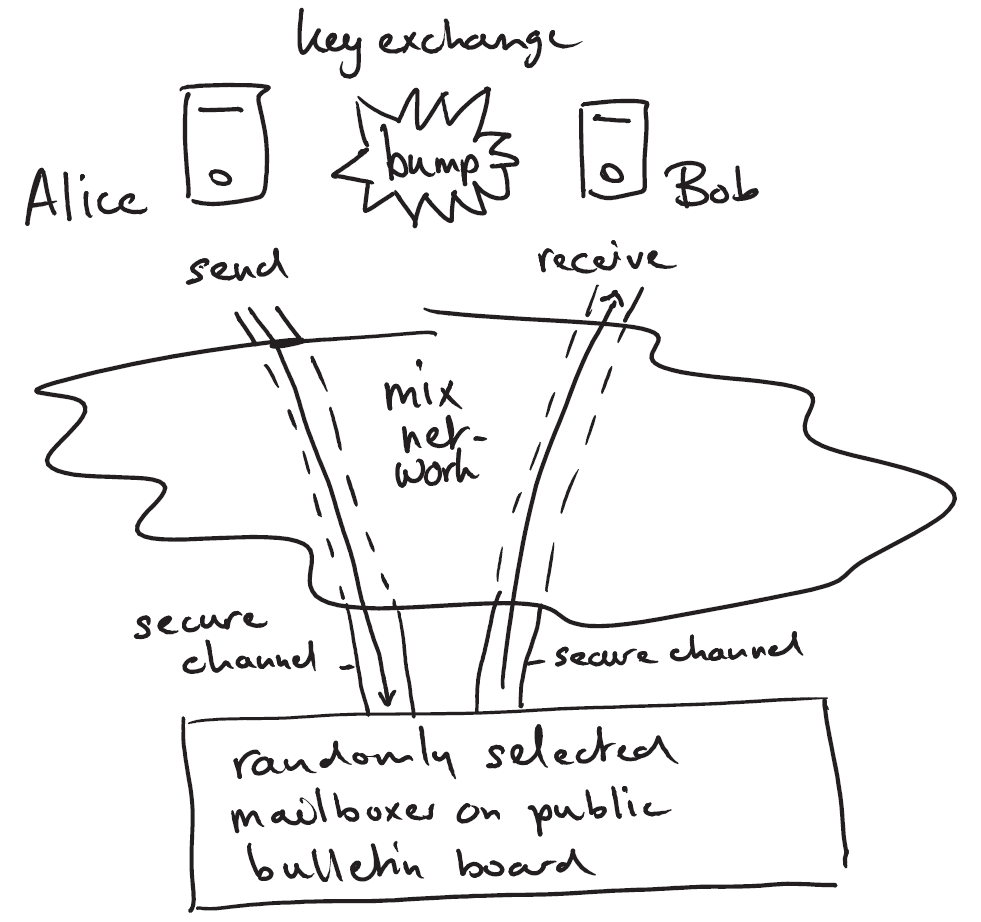 key exchange
bump
Alice
Bob
send
receive
mix
net-
work
secure
channel
secure channel
randomly selected
mailboxes on public
bulletin board